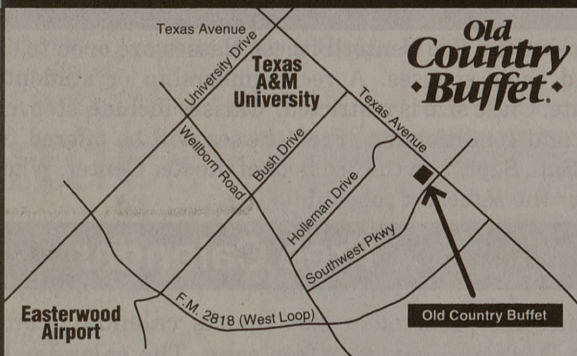 Old
Country
Buffet
Texas Avenue
University Drive
Texas
A&M
University
Texas Avenue
Wellborn Road
Bush Drive
Holleman Drive
Southwest Pkwy
F.M. 2818 (West Loop)
Easterwood
Airport
Old Country Buffet